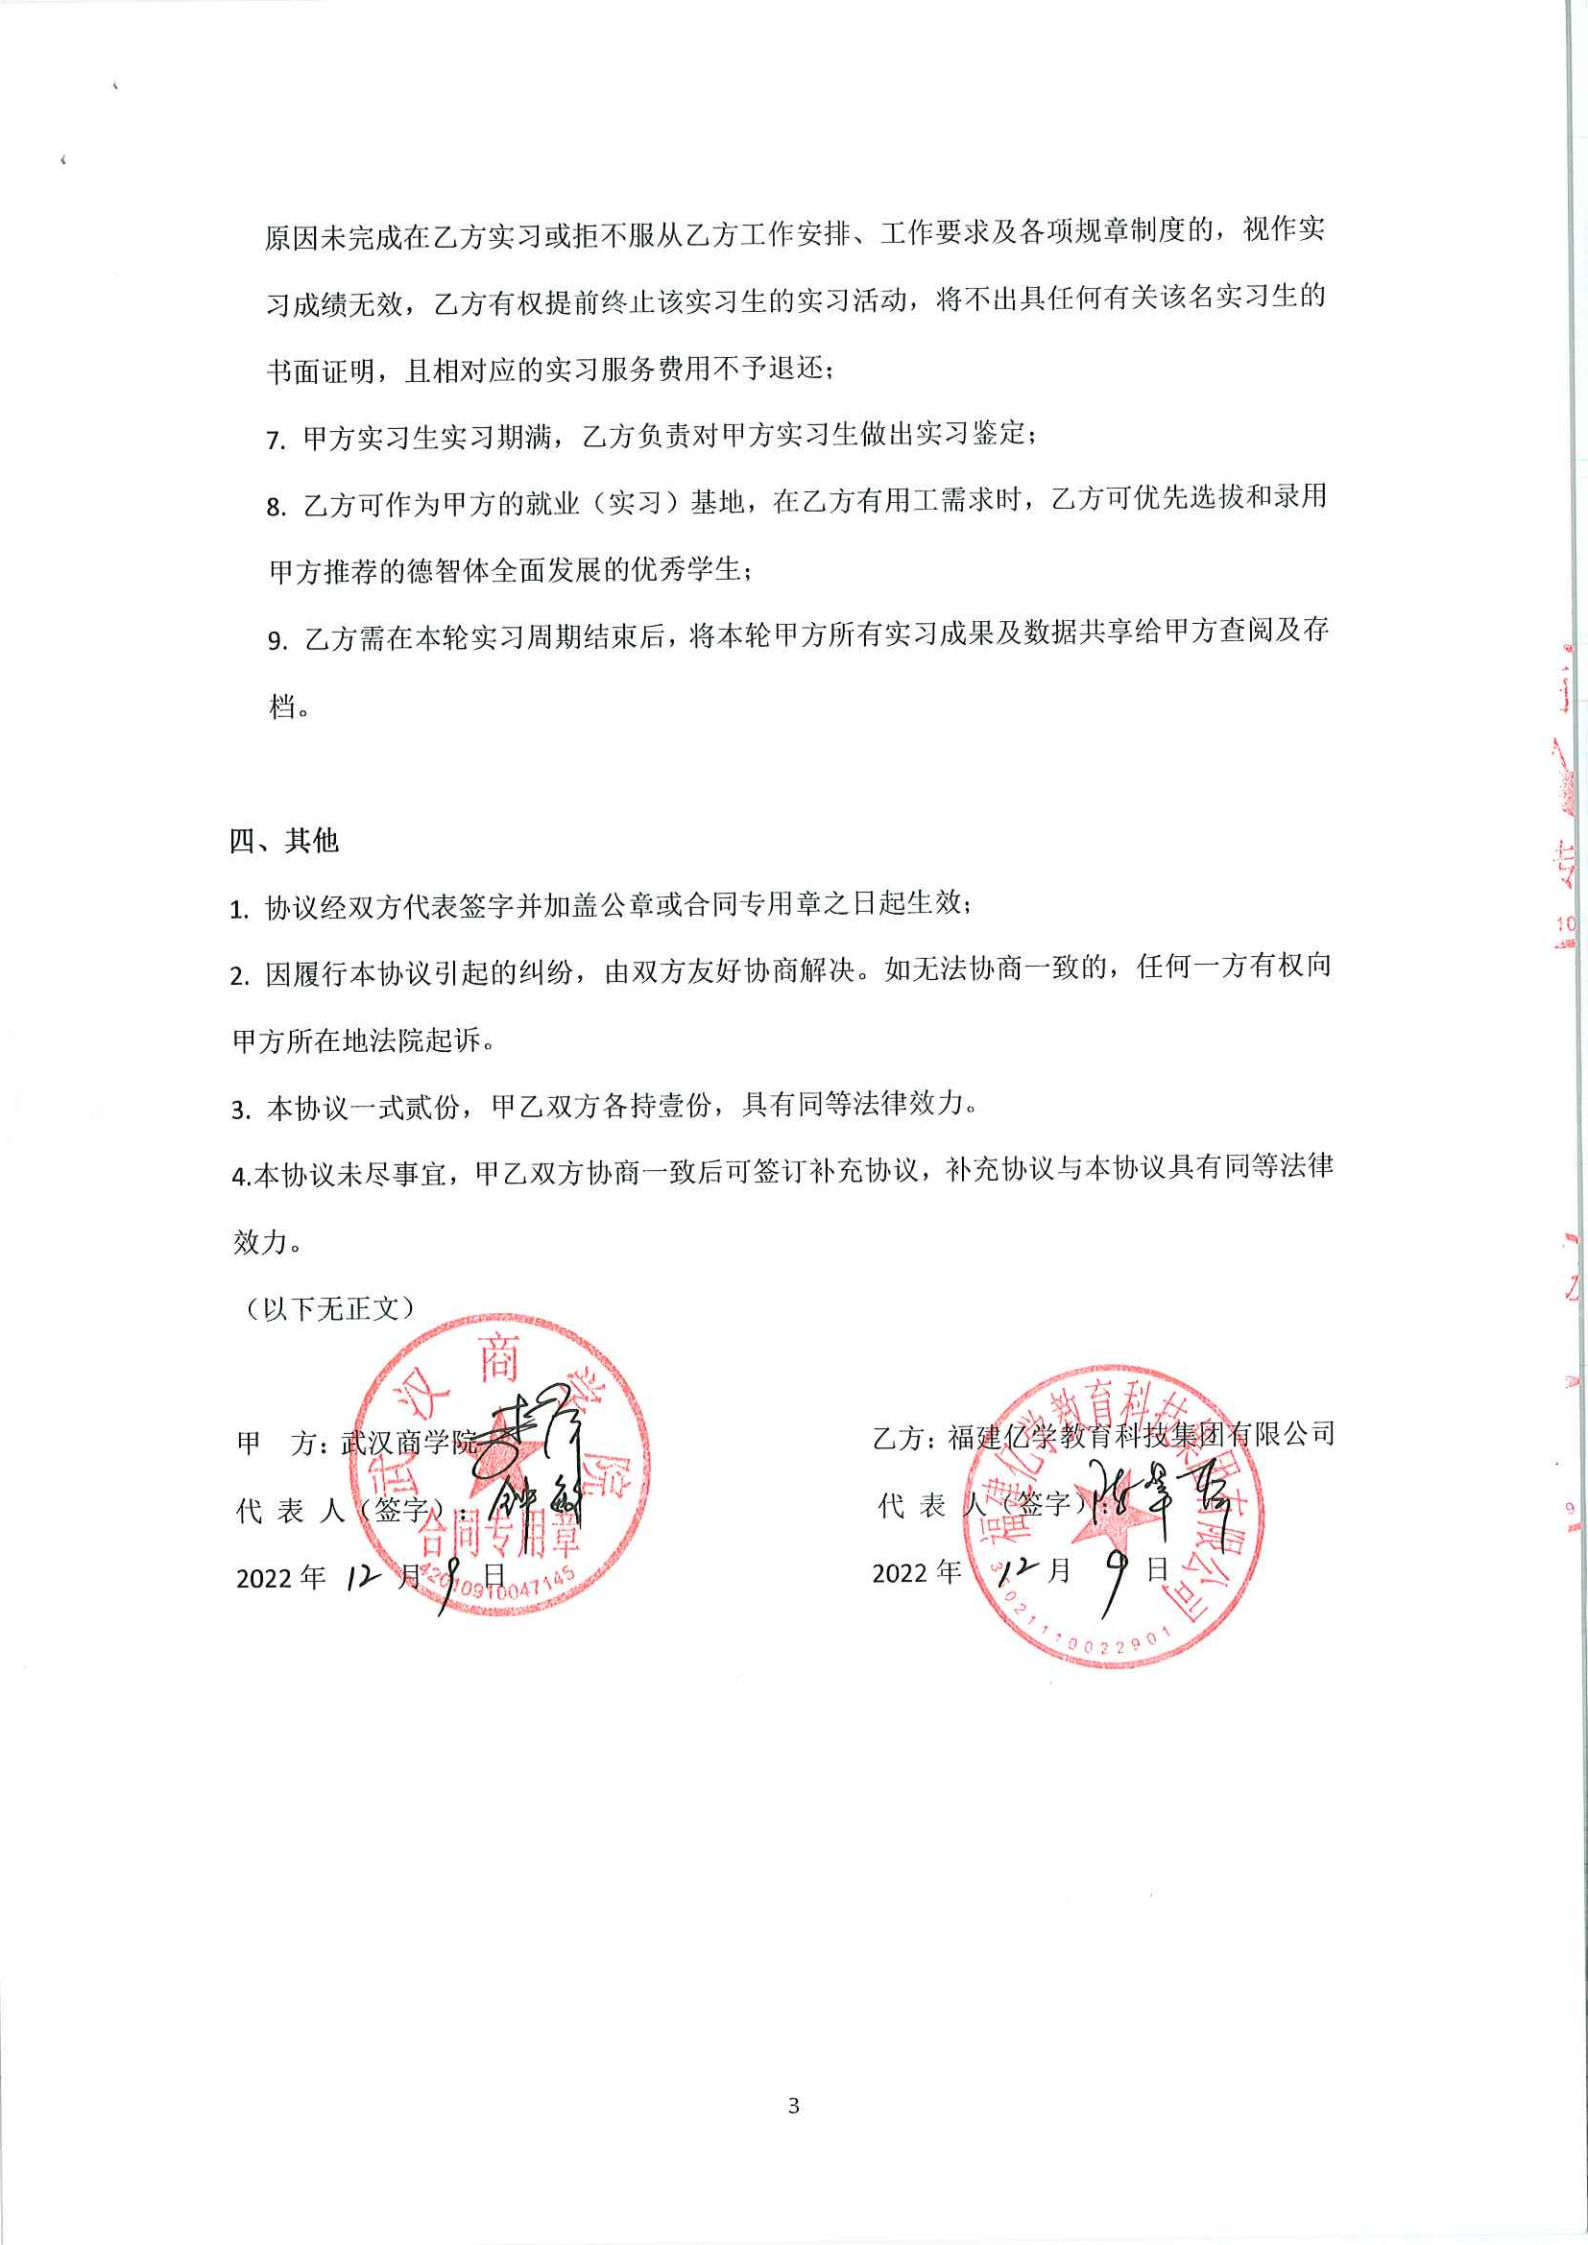 原因未完成在乙方实习或拒不服从乙方工作安排、工作要求及各项规章制度的，视作实
习成绩无效，乙方有权提前终止该实习生的实习活动，将不出具任何有关该名实习生的
书面证明，且相对应的实习服务费用不予退还；
7. 甲方实习生实习期满，乙方负责对甲方实习生做出实习鉴定；
8. 乙方可作为甲方的就业（实习）基地，在乙方有用工需求时，乙方可优先选拔和录用
甲方推荐的德智体全面发展的优秀学生；
9. 乙方需在本轮实习周期结束后，将本轮甲方所有实习成果及数据共享给甲方查阅及存
档。
四、其他
1. 协议经双方代表签字并加盖公章或合同专用章之日起生效；
2. 因履行本协议引起的纠纷，由双方友好协商解决。如无法协商一致的，任何一方有权向
甲方所在地法院起诉。
3. 本协议一式贰份，甲乙双方各持壹份，具有同等法律效力。
4.本协议未尽事宜，甲乙双方协商一致后可签订补充协议，补充协议与本协议具有同等法律
效力。
（以下无正文）
甲 方：武汉商学院
代 表 人（签字）：
2022 年 12 月 9 日
武汉商学院
合同专用章
42010910047145
乙方：福建亿学教育科技集团有限公司
代 表 人（签字）：
2022 年 12 月 9 日
福建亿学教育科技集团有限公司
35021110022901
3